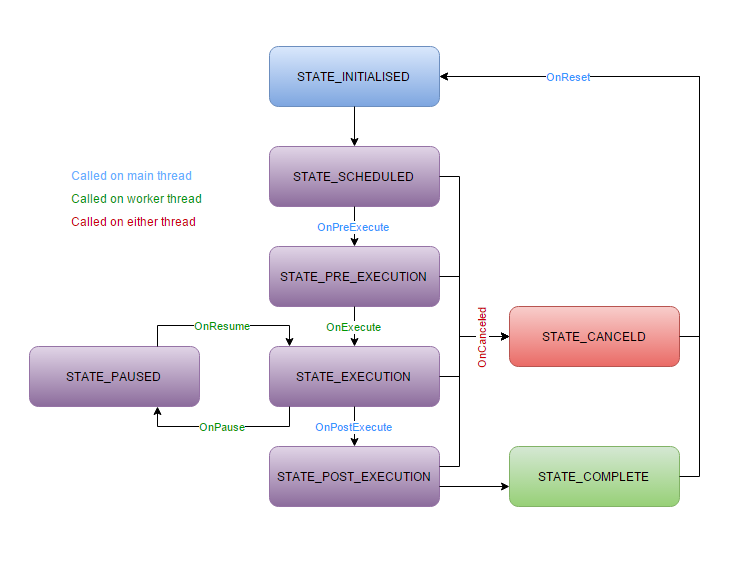 STATE_INITIALISED
OnReset
STATE_SCHEDULED
Called on main thread
Called on worker thread
Called on either thread
OnPreExecute
STATE_PRE_EXECUTION
OnResume
OnExecute
OnCanceled
STATE_CANCELD
STATE_PAUSED
STATE_EXECUTION
OnPause
OnPostExecute
STATE_POST_EXECUTION
STATE_COMPLETE